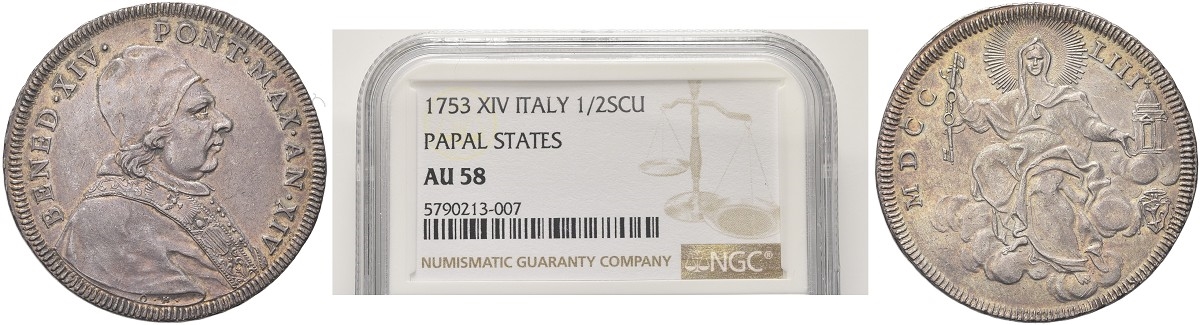 BENED·XIV· PONT·MAX·AN·XIV
O·H·
1753 XIV ITALY 1/2SCU
PAPAL STATES
AU 58
5790213-007
NUMISMATIC GUARANTY COMPANY
NGC®
MDCC LIII